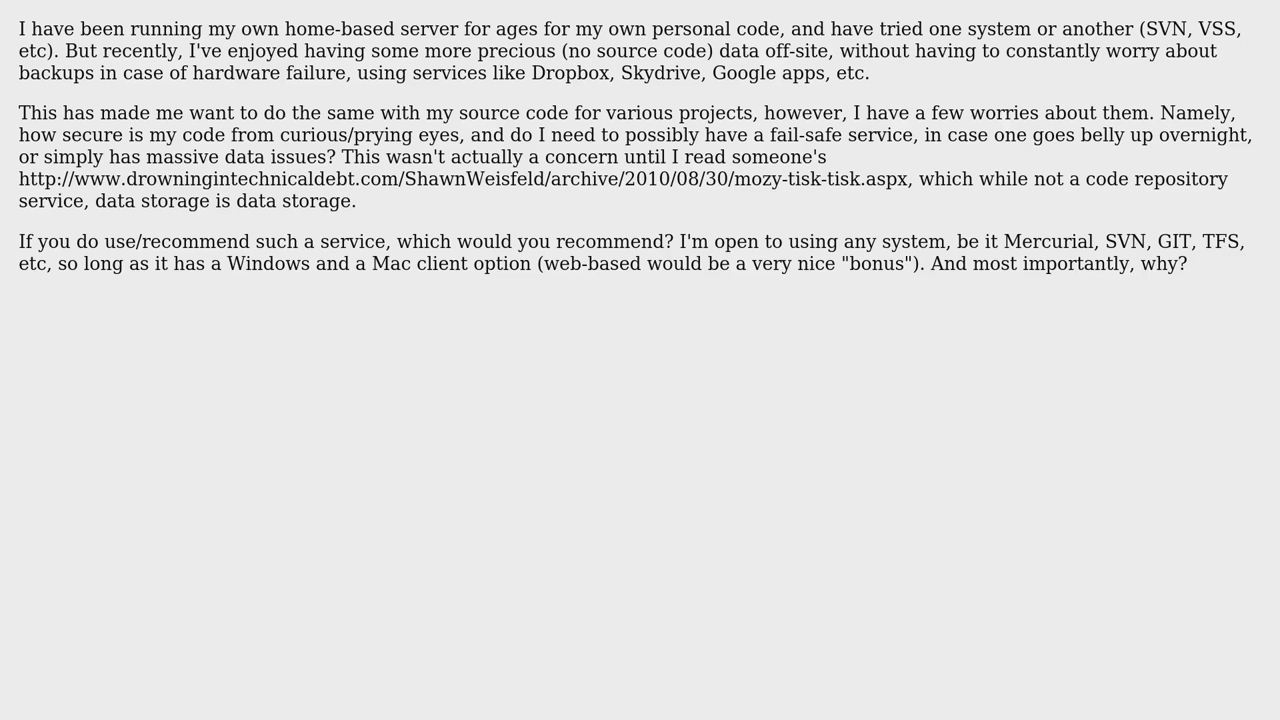 I have been running my own home-based server for ages for my own personal code, and have tried one system or another (SVN, VSS,
etc). But recently, I've enjoyed having some more precious (no source code) data off-site, without having to constantly worry about
backups in case of hardware failure, using services like Dropbox, Skydrive, Google apps, etc.
This has made me want to do the same with my source code for various projects, however, I have a few worries about them. Namely,
how secure is my code from curious/prying eyes, and do I need to possibly have a fail-safe service, in case one goes belly up overnight,
or simply has massive data issues? This wasn't actually a concern until I read someone's
http://www.drowningintechnicaldebt.com/ShawnWeisfeld/archive/2010/08/30/mozy-tisk-tisk.aspx, which while not a code repository
service, data storage is data storage.
If you do use/recommend such a service, which would you recommend? I'm open to using any system, be it Mercurial, SVN, GIT, TFS,
etc, so long as it has a Windows and a Mac client option (web-based would be a very nice "bonus"). And most importantly, why?